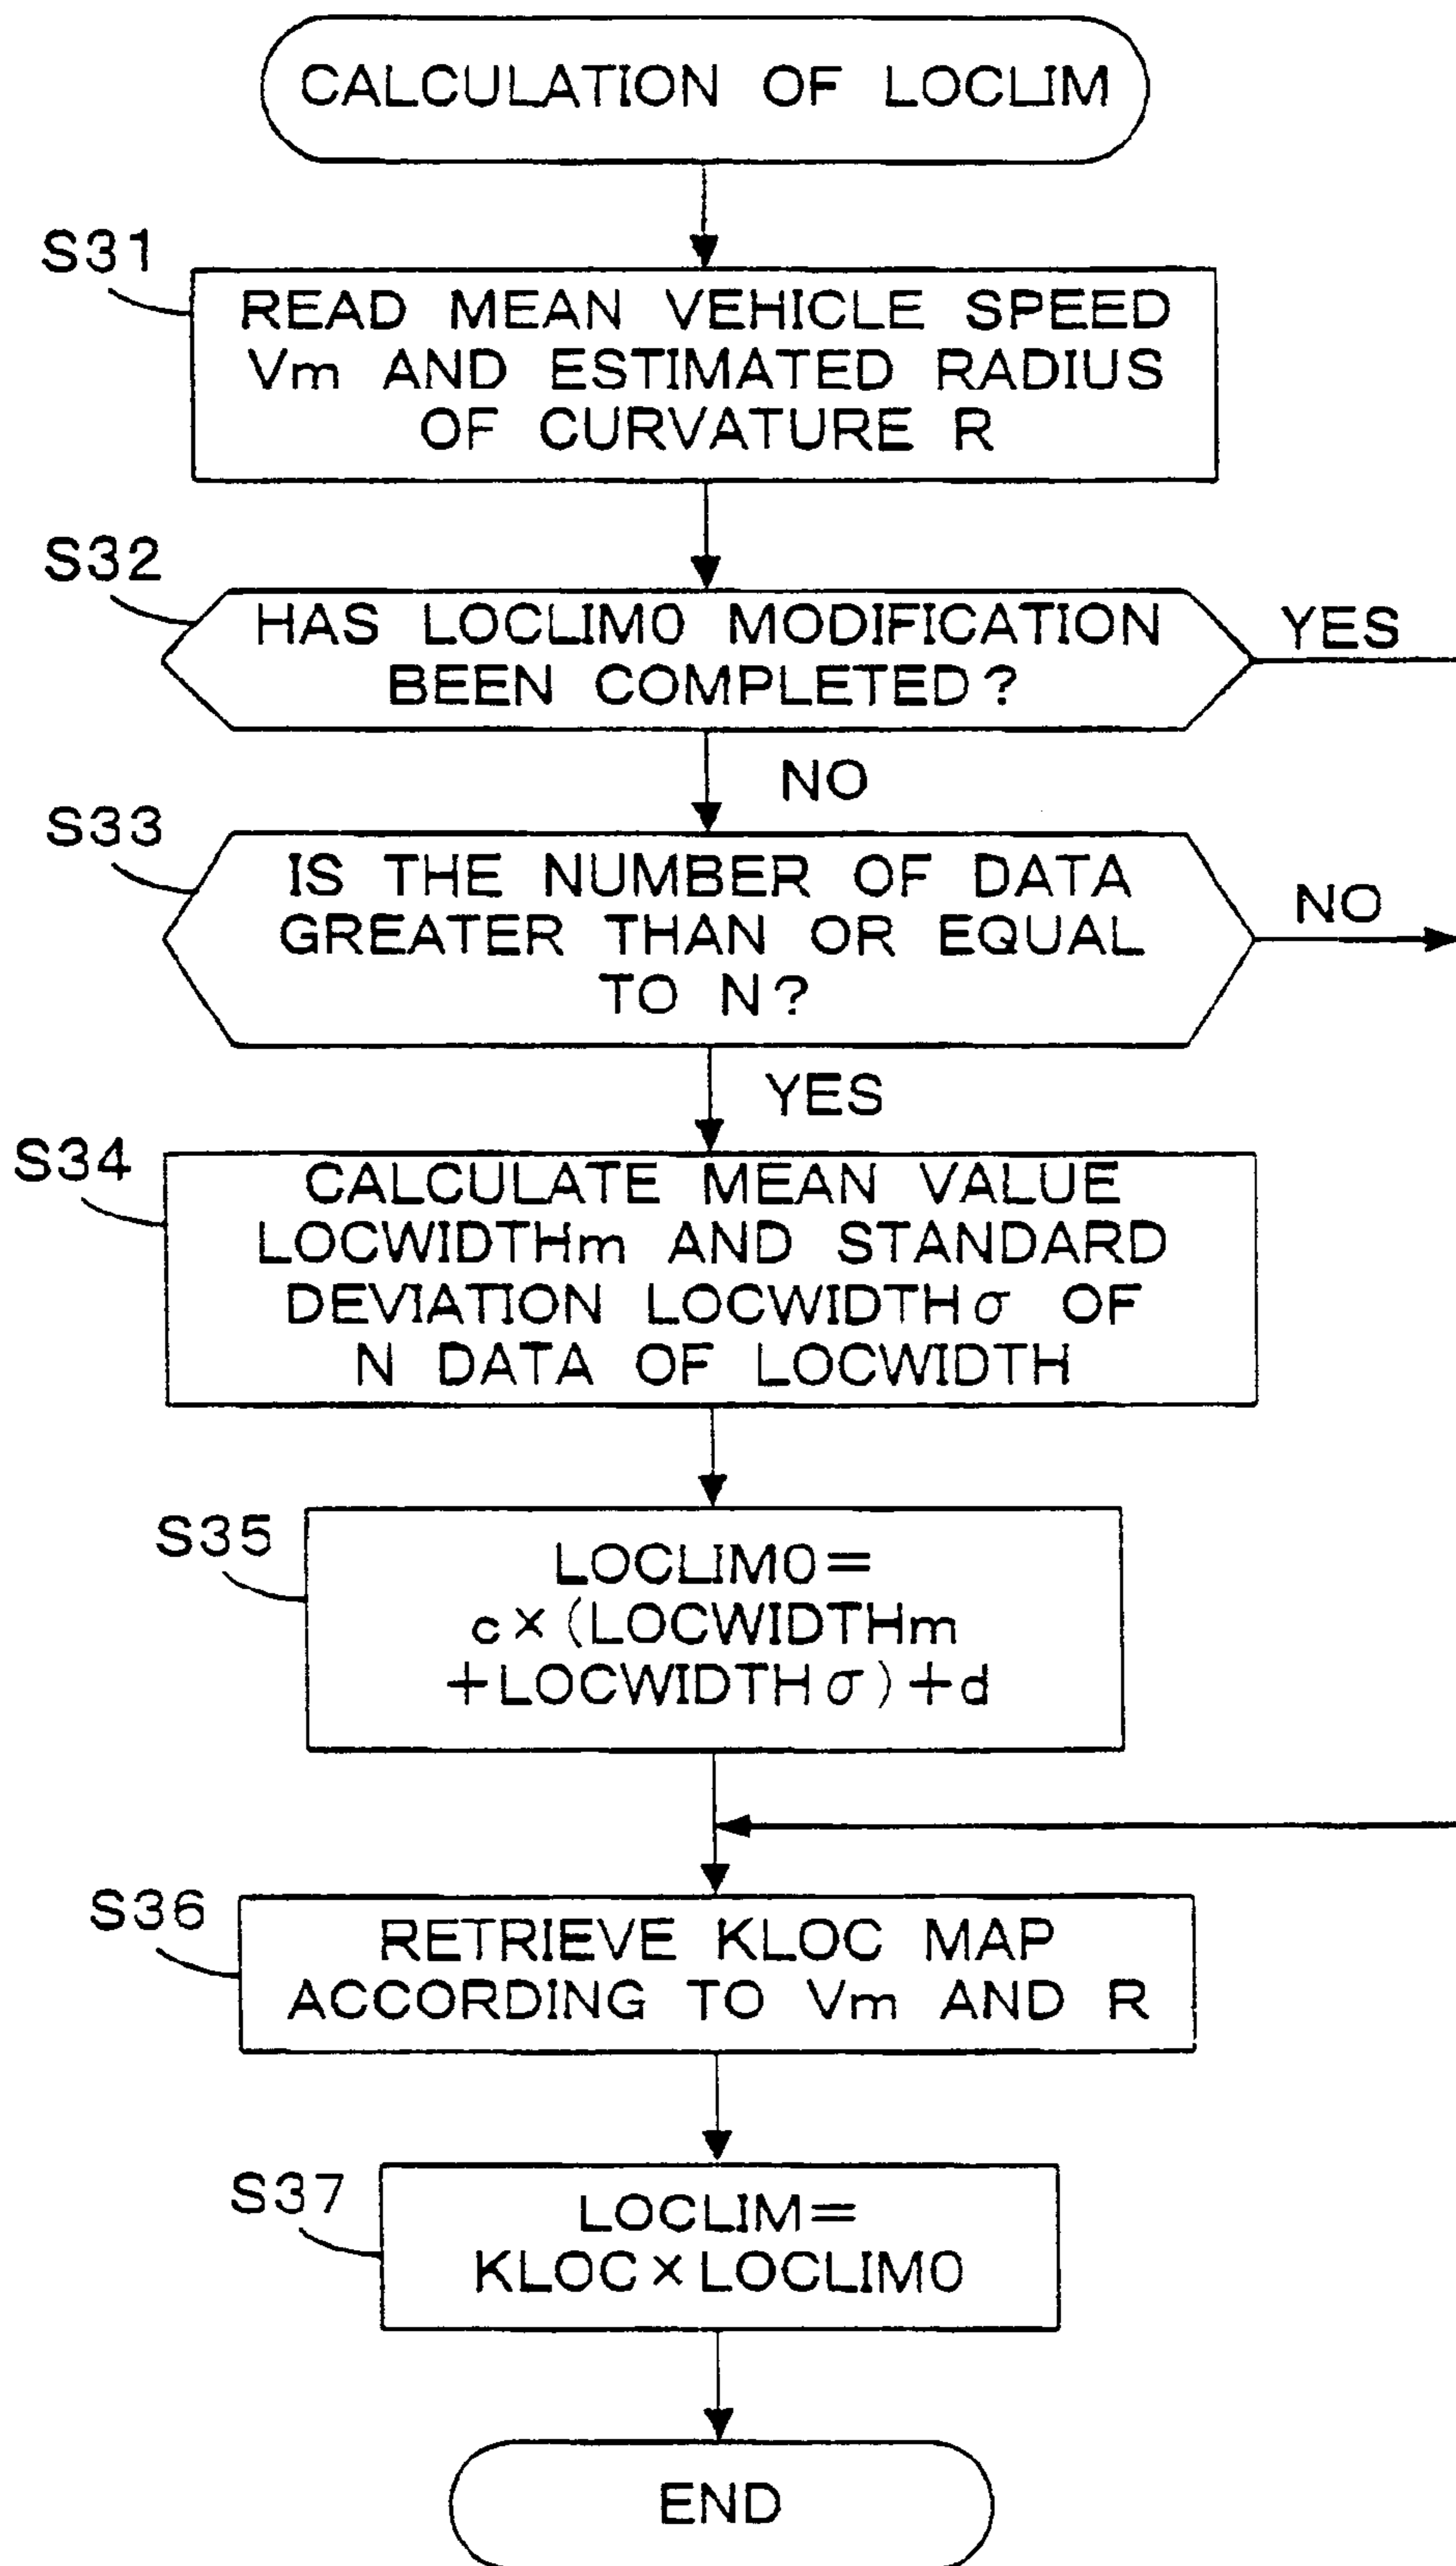 CALCULATION OF LOCLIM
S31
READ MEAN VEHICLE SPEED
Vm AND ESTIMATED RADIUS
OF CURVATURE R
S32
HAS LOCLIM0 MODIFICATION
BEEN COMPLETED?
YES
NO
S33
IS THE NUMBER OF DATA
GREATER THAN OR EQUAL
TO N?
NO
YES
S34
CALCULATE MEAN VALUE
LOCWIDTHm AND STANDARD
DEVIATION LOCWIDTHσ OF
N DATA OF LOCWIDTH
S35
LOCLIM0=
c×(LOCWIDTHm
+LOCWIDTHσ)+d
S36
RETRIEVE KLOC MAP
ACCORDING TO Vm AND R
S37
LOCLIM=
KLOC×LOCLIM0
END